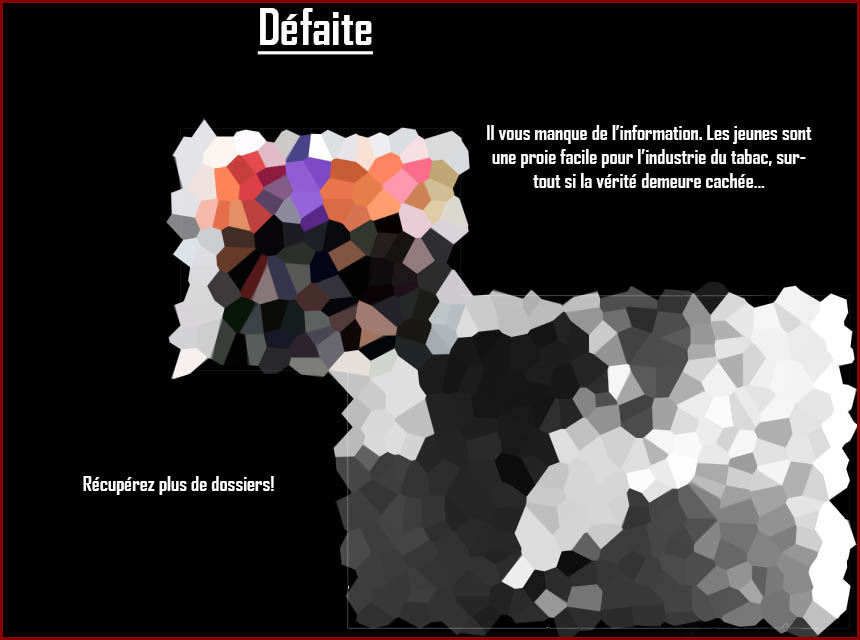 Défaite
Il vous manque de l'information. Les jeunes sont
une proie facile pour l'industrie du tabac, sur-
tout si la vérité demeure cachée...
Récupérez plus de dossiers!